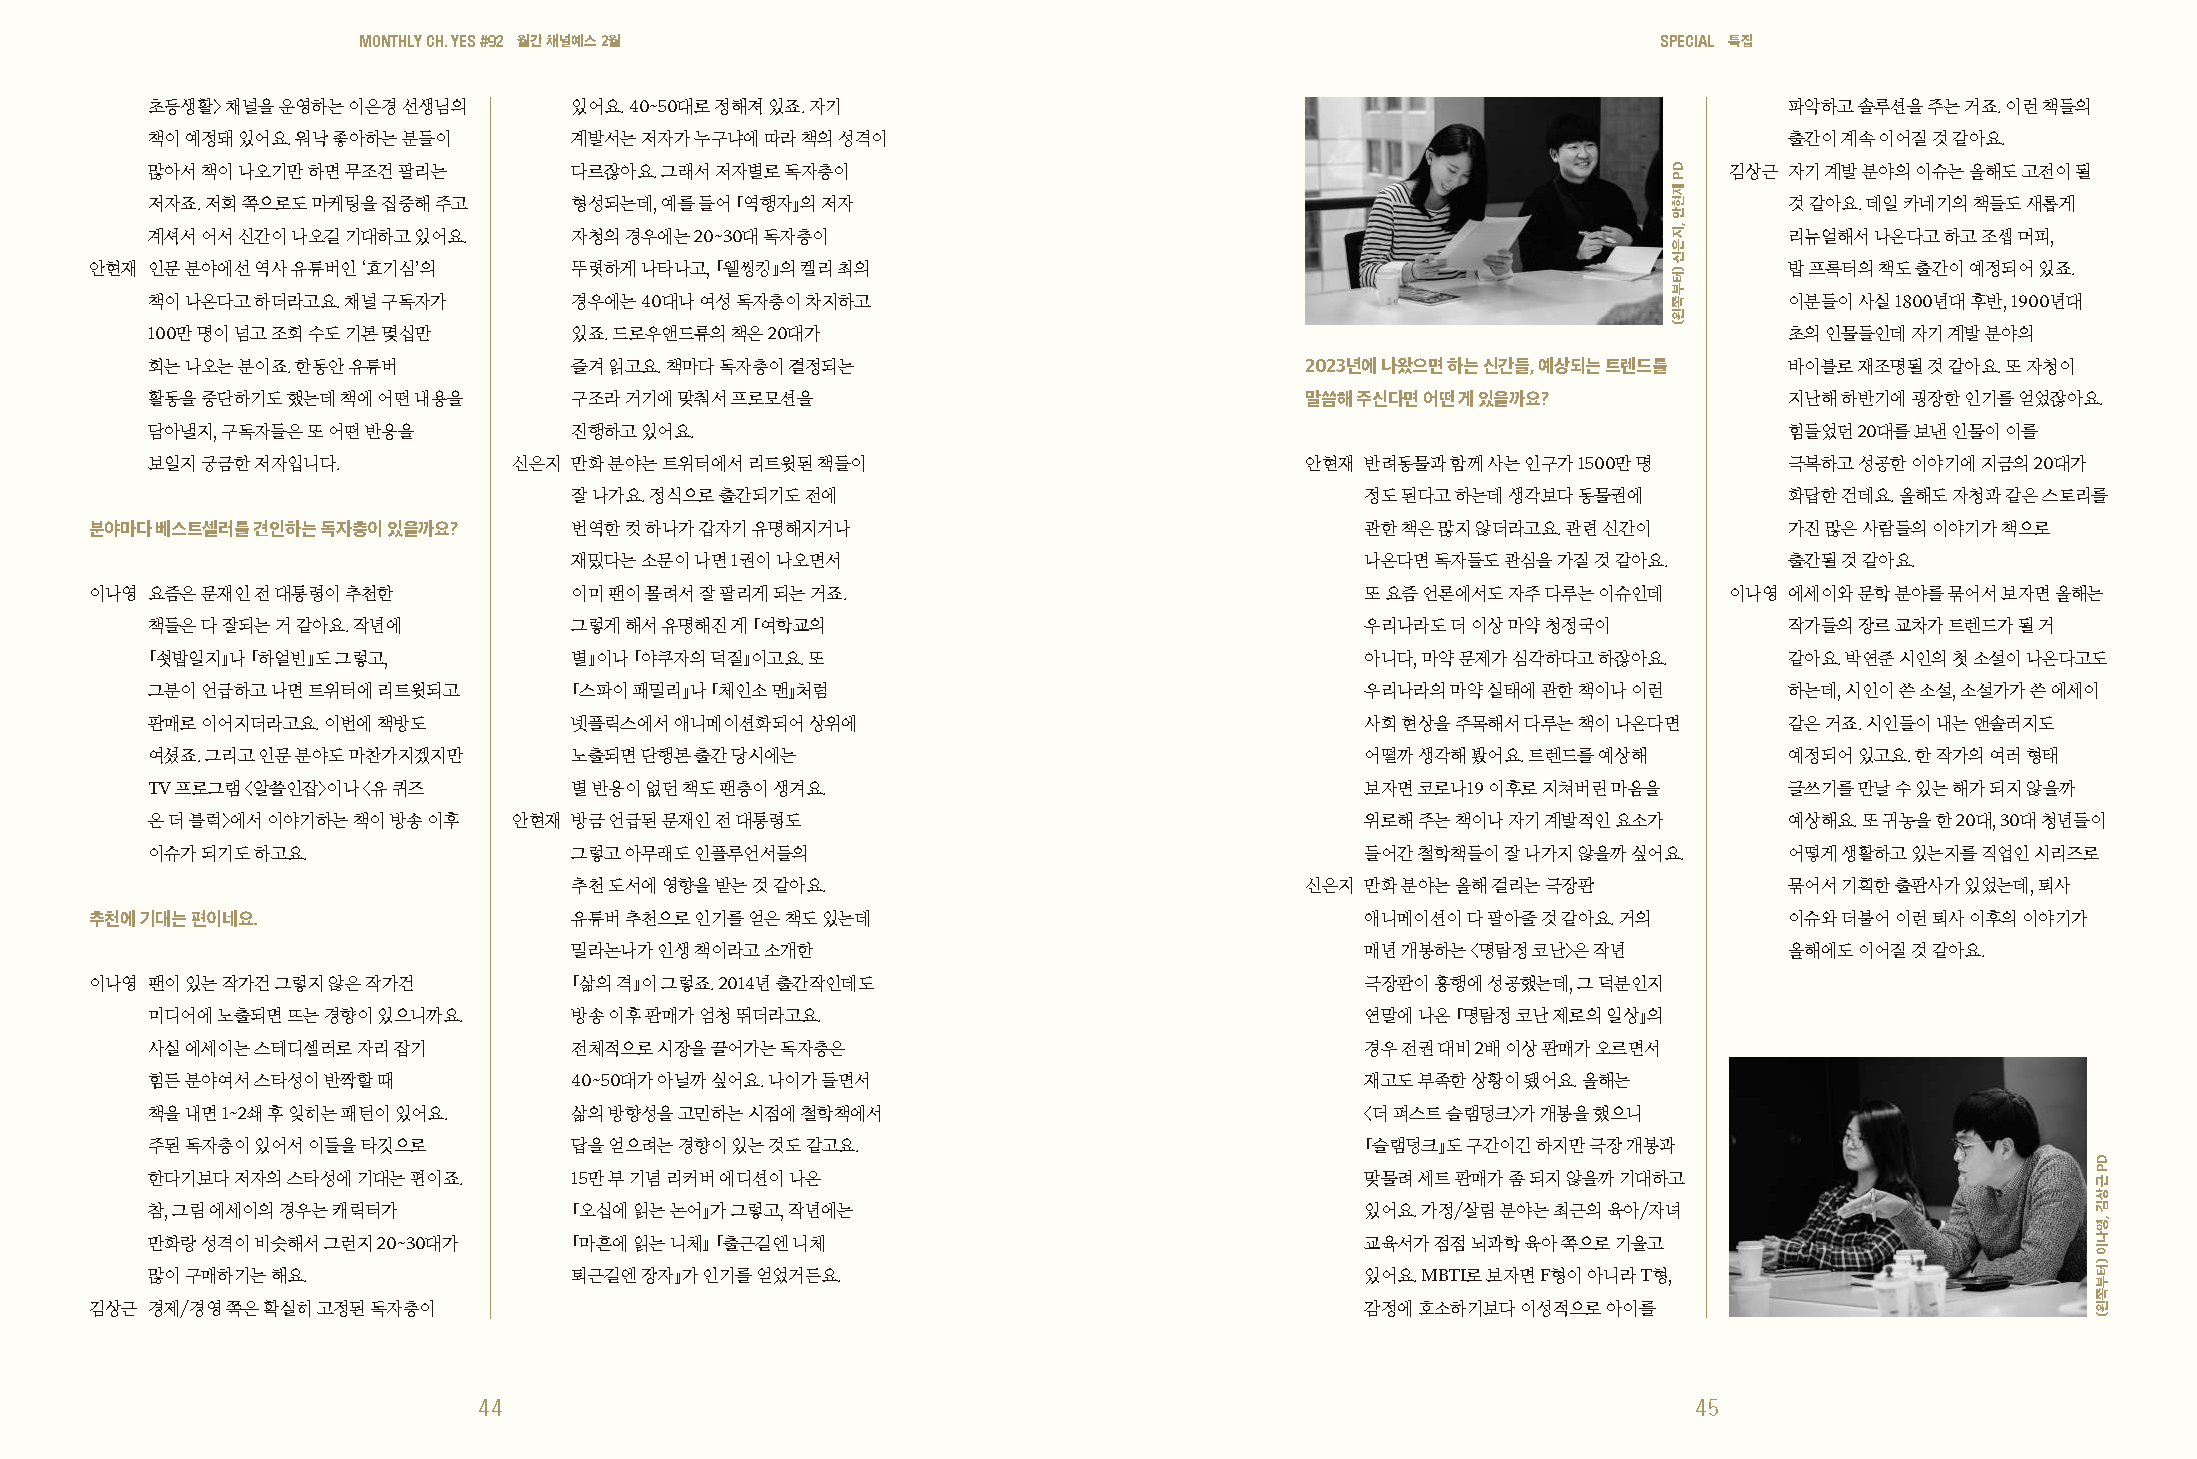 MONTHLY CH. YES #92 월간 채널예스 2월
초등생활〉 채널을 운영하는 이은경 선생님의
책이 예정돼 있어요. 워낙 좋아하는 분들이
많아서 책이 나오기만 하면 무조건 팔리는
저자죠. 저희 쪽으로도 마케팅을 집중해 주고
계셔서 어서 신간이 나오길 기대하고 있어요.
안현재 인문 분야에선 역사 유튜버인 ‘효기심’의
책이 나온다고 하더라고요. 채널 구독자가
100만 명이 넘고 조회 수도 기본 몇십만
회는 나오는 분이죠. 한동안 유튜버
활동을 중단하기도 했는데 책에 어떤 내용을
담아낼지, 구독자들은 또 어떤 반응을
보일지 궁금한 저자입니다.
분야마다 베스트셀러를 견인하는 독자층이 있을까요?
이나영 요즘은 문재인 전 대통령이 추천한
책들은 다 잘되는 거 같아요. 작년에
『쇳밥일지』나 『하얼빈』도 그렇고,
그분이 언급하고 나면 트위터에 리트윗되고
판매로 이어지더라고요. 이번에 책방도
여셨죠. 그리고 인문 분야도 마찬가지겠지만
TV 프로그램 〈알쓸인잡〉이나 〈유 퀴즈
온 더 블럭〉에서 이야기하는 책이 방송 이후
이슈가 되기도 하고요.
추천에 기대는 편이네요.
이나영 팬이 있는 작가건 그렇지 않은 작가건
미디어에 노출되면 뜨는 경향이 있으니까요.
사실 에세이는 스테디셀러로 자리 잡기
힘든 분야여서 스타성이 반짝할 때
책을 내면 1~2쇄 후 잊히는 패턴이 있어요.
주된 독자층이 있어서 이들을 타깃으로
한다기보다 저자의 스타성에 기대는 편이죠.
참, 그림 에세이의 경우는 캐릭터가
만화랑 성격이 비슷해서 그런지 20~30대가
많이 구매하기는 해요.
김상근 경제/경영 쪽은 확실히 고정된 독자층이
있어요. 40~50대로 정해져 있죠. 자기
계발서는 저자가 누구냐에 따라 책의 성격이
다르잖아요. 그래서 저자별로 독자층이
형성되는데, 예를 들어 『역행자』의 저자
자청의 경우에는 20~30대 독자층이
뚜렷하게 나타나고, 『웰씽킹』의 켈리 최의
경우에는 40대나 여성 독자층이 차지하고
있죠. 드로우앤드류의 책은 20대가
즐겨 읽고요. 책마다 독자층이 결정되는
구조라 거기에 맞춰서 프로모션을
진행하고 있어요.
신은지 만화 분야는 트위터에서 리트윗된 책들이
잘 나가요. 정식으로 출간되기도 전에
번역한 컷 하나가 갑자기 유명해지거나
재밌다는 소문이 나면 1권이 나오면서
이미 팬이 몰려서 잘 팔리게 되는 거죠.
그렇게 해서 유명해진 게 『여학교의
별』이나 『야쿠자의 덕질』이고요. 또
『스파이 패밀리』나 『체인소 맨』처럼
넷플릭스에서 애니메이션화되어 상위에
노출되면 단행본 출간 당시에는
별 반응이 없던 책도 팬층이 생겨요.
안현재 방금 언급된 문재인 전 대통령도
그렇고 아무래도 인플루언서들의
추천 도서에 영향을 받는 것 같아요.
유튜버 추천으로 인기를 얻은 책도 있는데
밀라논나가 인생 책이라고 소개한
『삶의 격』이 그렇죠. 2014년 출간작인데도
방송 이후 판매가 엄청 뛰더라고요.
전체적으로 시장을 끌어가는 독자층은
40~50대가 아닐까 싶어요. 나이가 들면서
삶의 방향성을 고민하는 시점에 철학책에서
답을 얻으려는 경향이 있는 것도 같고요.
15만 부 기념 리커버 에디션이 나온
『오십에 읽는 논어』가 그렇고, 작년에는
『마흔에 읽는 니체』 『출근길엔 니체
퇴근길엔 장자』가 인기를 얻었거든요.
44
SPECIAL 특집
(왼쪽부터) 신은지, 안현재 PD
2023년에 나왔으면 하는 신간들, 예상되는 트렌드를
말씀해 주신다면 어떤 게 있을까요?
안현재 반려동물과 함께 사는 인구가 1500만 명
정도 된다고 하는데 생각보다 동물권에
관한 책은 많지 않더라고요. 관련 신간이
나온다면 독자들도 관심을 가질 것 같아요.
또 요즘 언론에서도 자주 다루는 이슈인데
우리나라도 더 이상 마약 청정국이
아니다, 마약 문제가 심각하다고 하잖아요.
우리나라의 마약 실태에 관한 책이나 이런
사회 현상을 주목해서 다루는 책이 나온다면
어떨까 생각해 봤어요. 트렌드를 예상해
보자면 코로나19 이후로 지쳐버린 마음을
위로해 주는 책이나 자기 계발적인 요소가
들어간 철학책들이 잘 나가지 않을까 싶어요.
신은지 만화 분야는 올해 걸리는 극장판
애니메이션이 다 팔아줄 것 같아요. 거의
매년 개봉하는 〈명탐정 코난〉은 작년
극장판이 흥행에 성공했는데, 그 덕분인지
연말에 나온 『명탐정 코난 제로의 일상』의
경우 전권 대비 2배 이상 판매가 오르면서
재고도 부족한 상황이 됐어요. 올해는
〈더 퍼스트 슬램덩크〉가 개봉을 했으니
『슬램덩크』도 구간이긴 하지만 극장 개봉과
맞물려 세트 판매가 좀 되지 않을까 기대하고
있어요. 가정/살림 분야는 최근의 육아/자녀
교육서가 점점 뇌과학 육아 쪽으로 기울고
있어요. MBTI로 보자면 F형이 아니라 T형,
감정에 호소하기보다 이성적으로 아이를
파악하고 솔루션을 주는 거죠. 이런 책들의
출간이 계속 이어질 것 같아요.
김상근 자기 계발 분야의 이슈는 올해도 고전이 될
것 같아요. 데일 카네기의 책들도 새롭게
리뉴얼해서 나온다고 하고 조셉 머피,
밥 프록터의 책도 출간이 예정되어 있죠.
이분들이 사실 1800년대 후반, 1900년대
초의 인물들인데 자기 계발 분야의
바이블로 재조명될 것 같아요. 또 자청이
지난해 하반기에 굉장한 인기를 얻었잖아요.
힘들었던 20대를 보낸 인물이 이를
극복하고 성공한 이야기에 지금의 20대가
화답한 건데요. 올해도 자청과 같은 스토리를
가진 많은 사람들의 이야기가 책으로
출간될 것 같아요.
이나영 에세이와 문학 분야를 묶어서 보자면 올해는
작가들의 장르 교차가 트렌드가 될 거
같아요. 박연준 시인의 첫 소설이 나온다고도
하는데, 시인이 쓴 소설, 소설가가 쓴 에세이
같은 거죠. 시인들이 내는 앤솔러지도
예정되어 있고요. 한 작가의 여러 형태
글쓰기를 만날 수 있는 해가 되지 않을까
예상해요. 또 귀농을 한 20대, 30대 청년들이
어떻게 생활하고 있는지를 직업인 시리즈로
묶어서 기획한 출판사가 있었는데, 퇴사
이슈와 더불어 이런 퇴사 이후의 이야기가
올해에도 이어질 것 같아요.
(왼쪽부터) 이나영, 김상근 PD
45